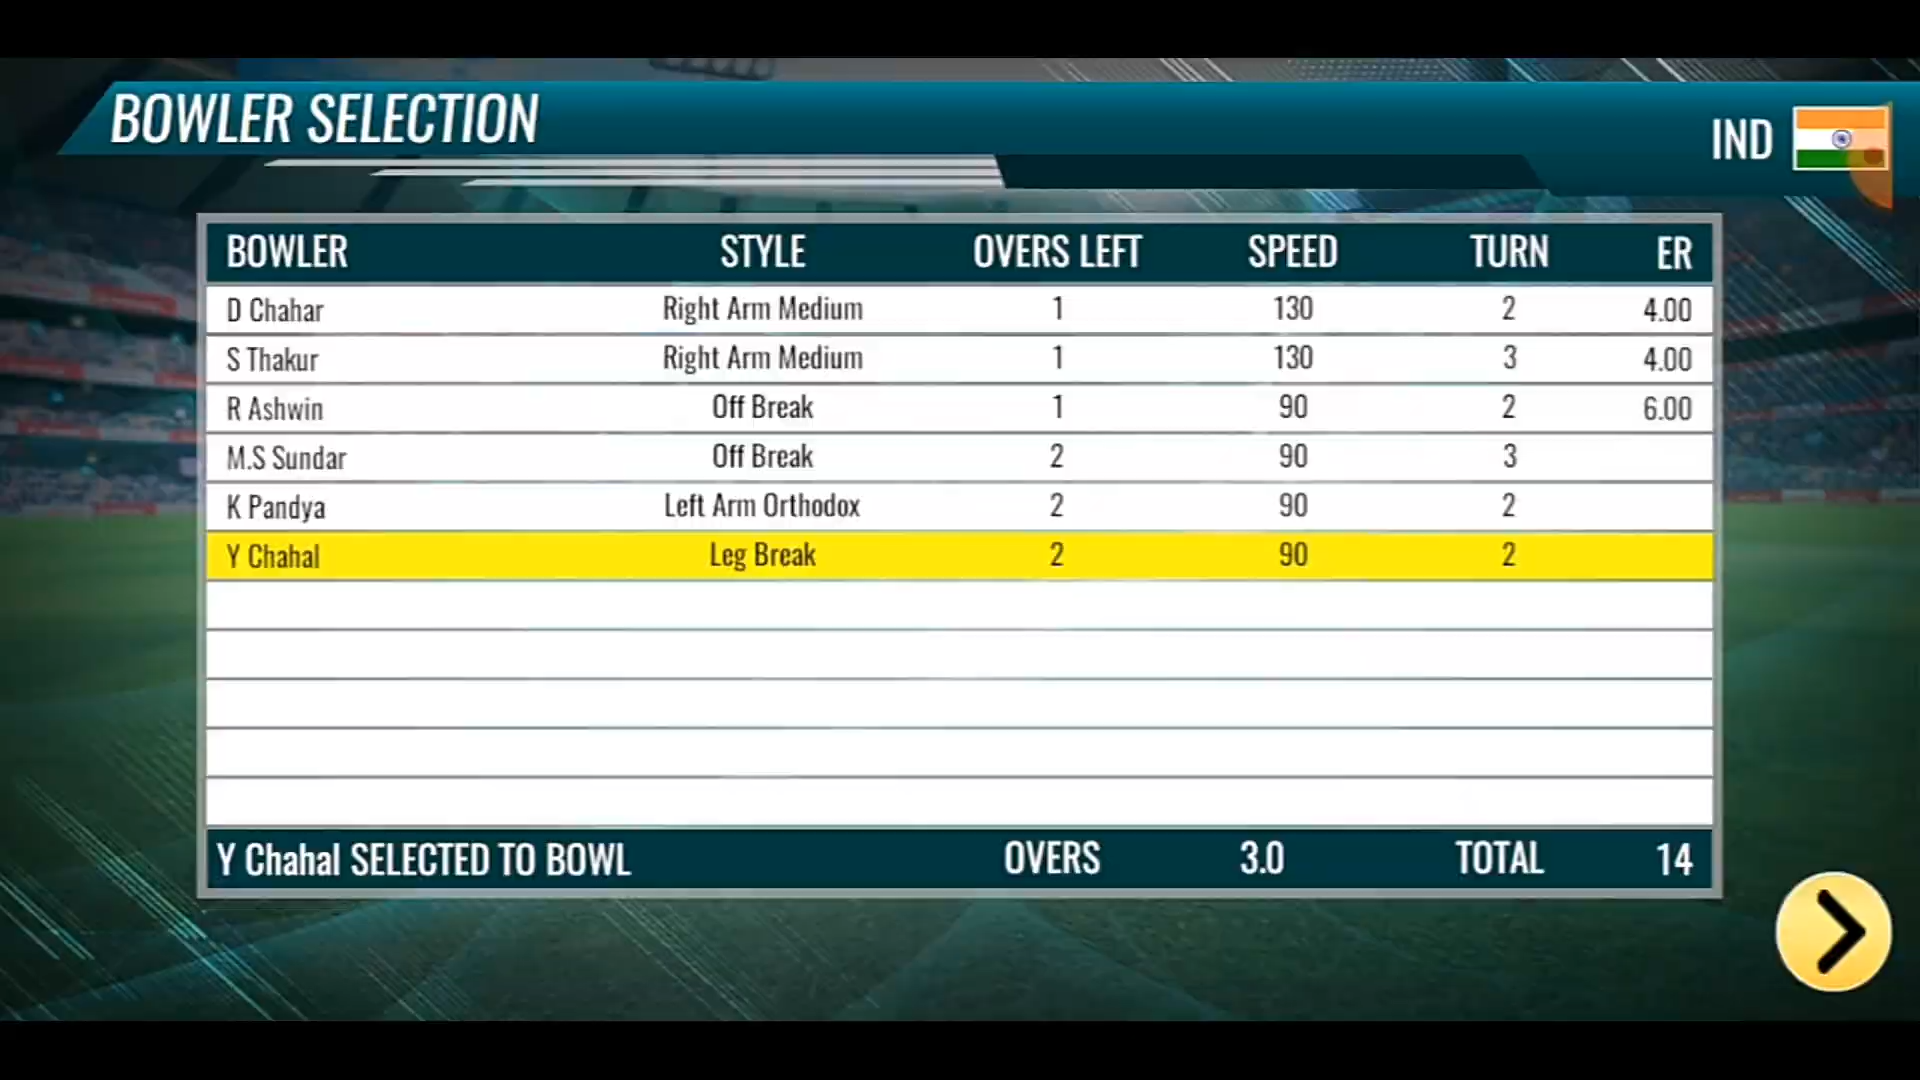 BOWLER SELECTION
IND
BOWLER STYLE OVERS LEFT SPEED TURN ER
D Chahar Right Arm Medium 1 130 2 4.00
S Thakur Right Arm Medium 1 130 3 4.00
R Ashwin Off Break 1 90 2 6.00
M.S Sundar Off Break 2 90 3
K Pandya Left Arm Orthodox 2 90 2
Y Chahal Leg Break 2 90 2
Y Chahal SELECTED TO BOWL OVERS 3.0 TOTAL 14